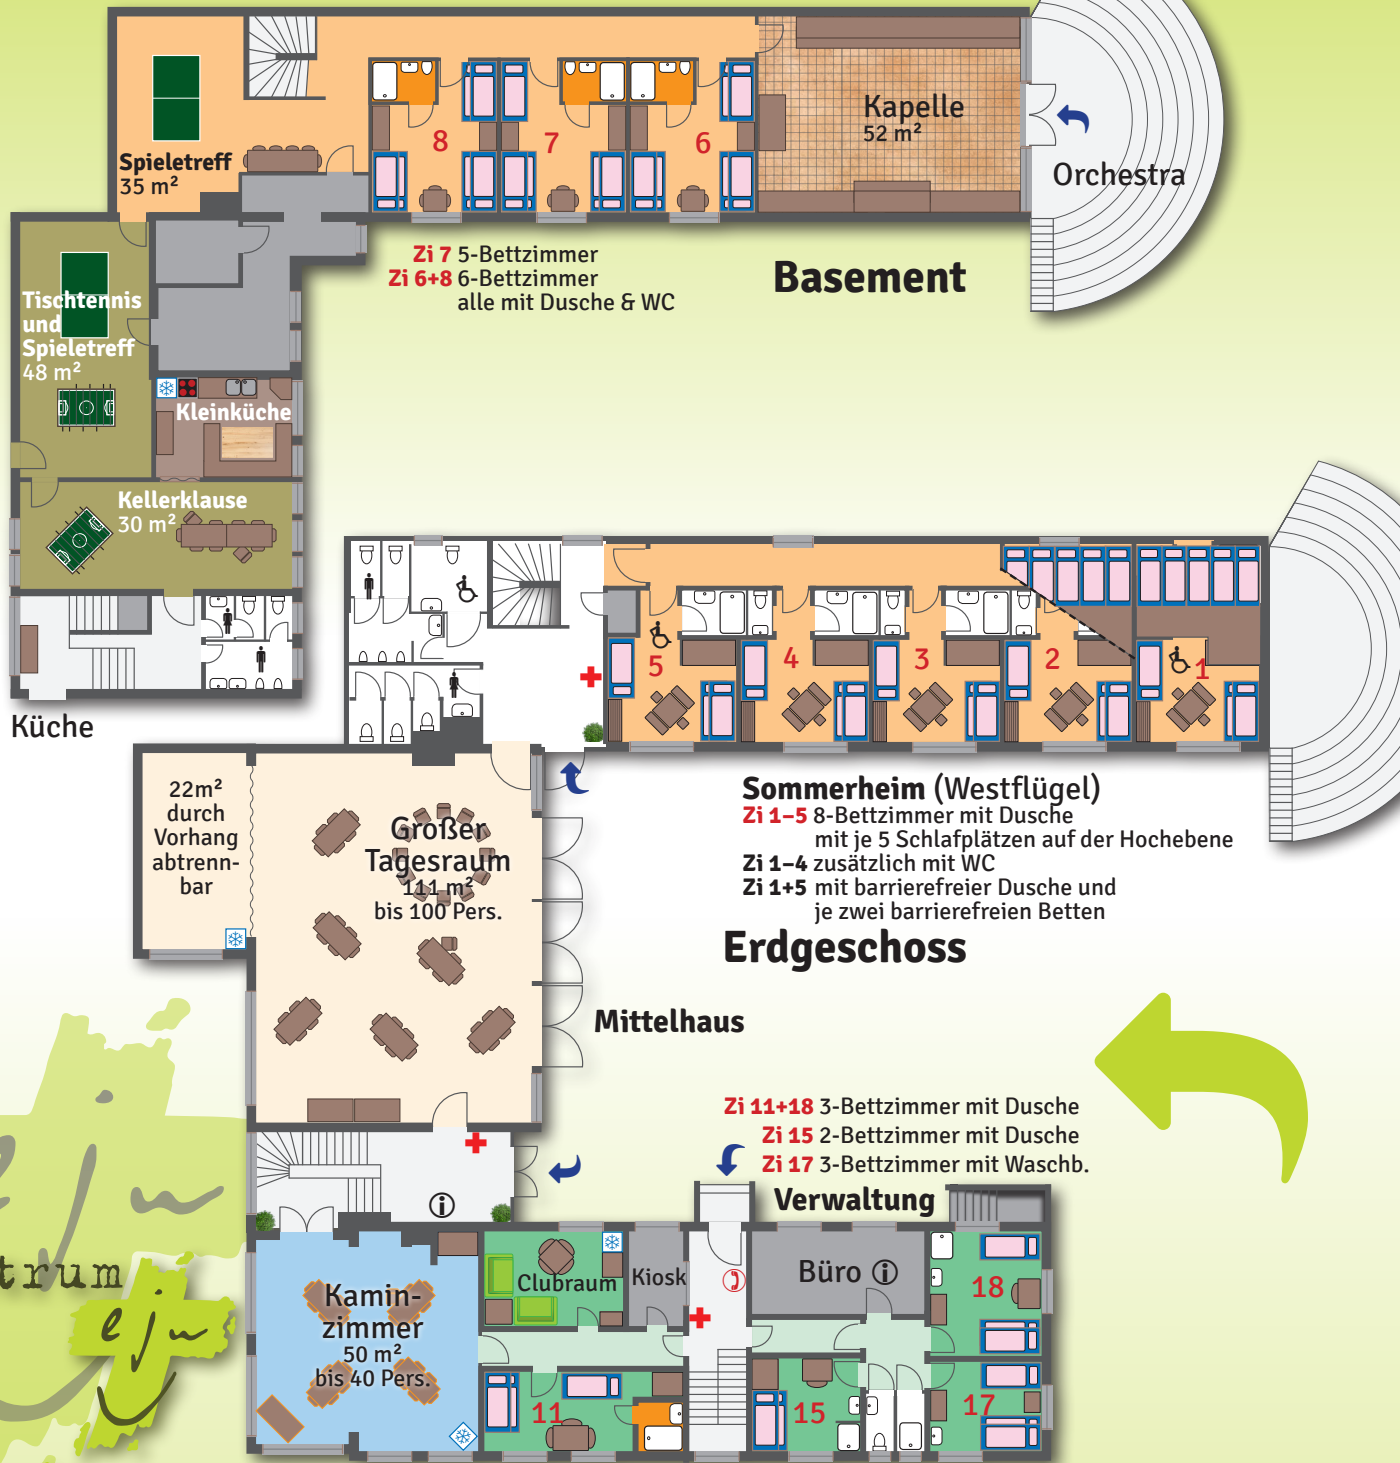 Spieletreff
35 m²
8
7
6
Kapelle
52 m²
Orchestra
Zi 7 5-Bettzimmer
Zi 6+8 6-Bettzimmer
alle mit Dusche & WC
Basement
Tischtennis
und
Spieletreff
48 m²
Kleinküche
Kellerklause
30 m²
Küche
5
4
3
2
1
Sommerheim (Westflügel)
Zi 1–5 8-Bettzimmer mit Dusche
mit je 5 Schlafplätzen auf der Hochebene
Zi 1–4 zusätzlich mit WC
Zi 1+5 mit barrierefreier Dusche und
je zwei barrierefreien Betten
Erdgeschoss
22m²
durch
Vorhang
abtrenn-
bar
Großer
Tagesraum
111 m²
bis 100 Pers.
Mittelhaus
Zi 11+18 3-Bettzimmer mit Dusche
Zi 15 2-Bettzimmer mit Dusche
Zi 17 3-Bettzimmer mit Waschb.
Verwaltung
i
Kamin-
zimmer
50 m²
bis 40 Pers.
Clubraum
Kiosk
Büro i
18
11
15
17
trum
eju